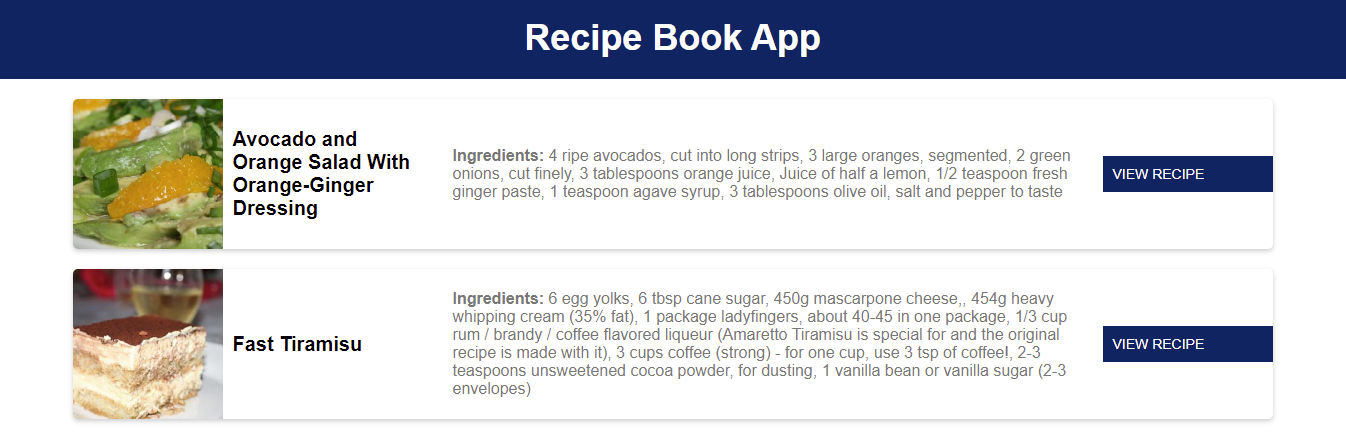 Recipe Book App
Avocado and
Orange Salad With
Orange-Ginger
Dressing
Ingredients: 4 ripe avocados, cut into long strips, 3 large oranges, segmented, 2 green
onions, cut finely, 3 tablespoons orange juice, Juice of half a lemon, 1/2 teaspoon fresh
ginger paste, 1 teaspoon agave syrup, 3 tablespoons olive oil, salt and pepper to taste
VIEW RECIPE
Fast Tiramisu
Ingredients: 6 egg yolks, 6 tbsp cane sugar, 450g mascarpone cheese,, 454g heavy
whipping cream (35% fat), 1 package ladyfingers, about 40-45 in one package, 1/3 cup
rum / brandy / coffee flavored liqueur (Amaretto Tiramisu is special for and the original
recipe is made with it), 3 cups coffee (strong) - for one cup, use 3 tsp of coffee!, 2-3
teaspoons unsweetened cocoa powder, for dusting, 1 vanilla bean or vanilla sugar (2-3
envelopes)
VIEW RECIPE